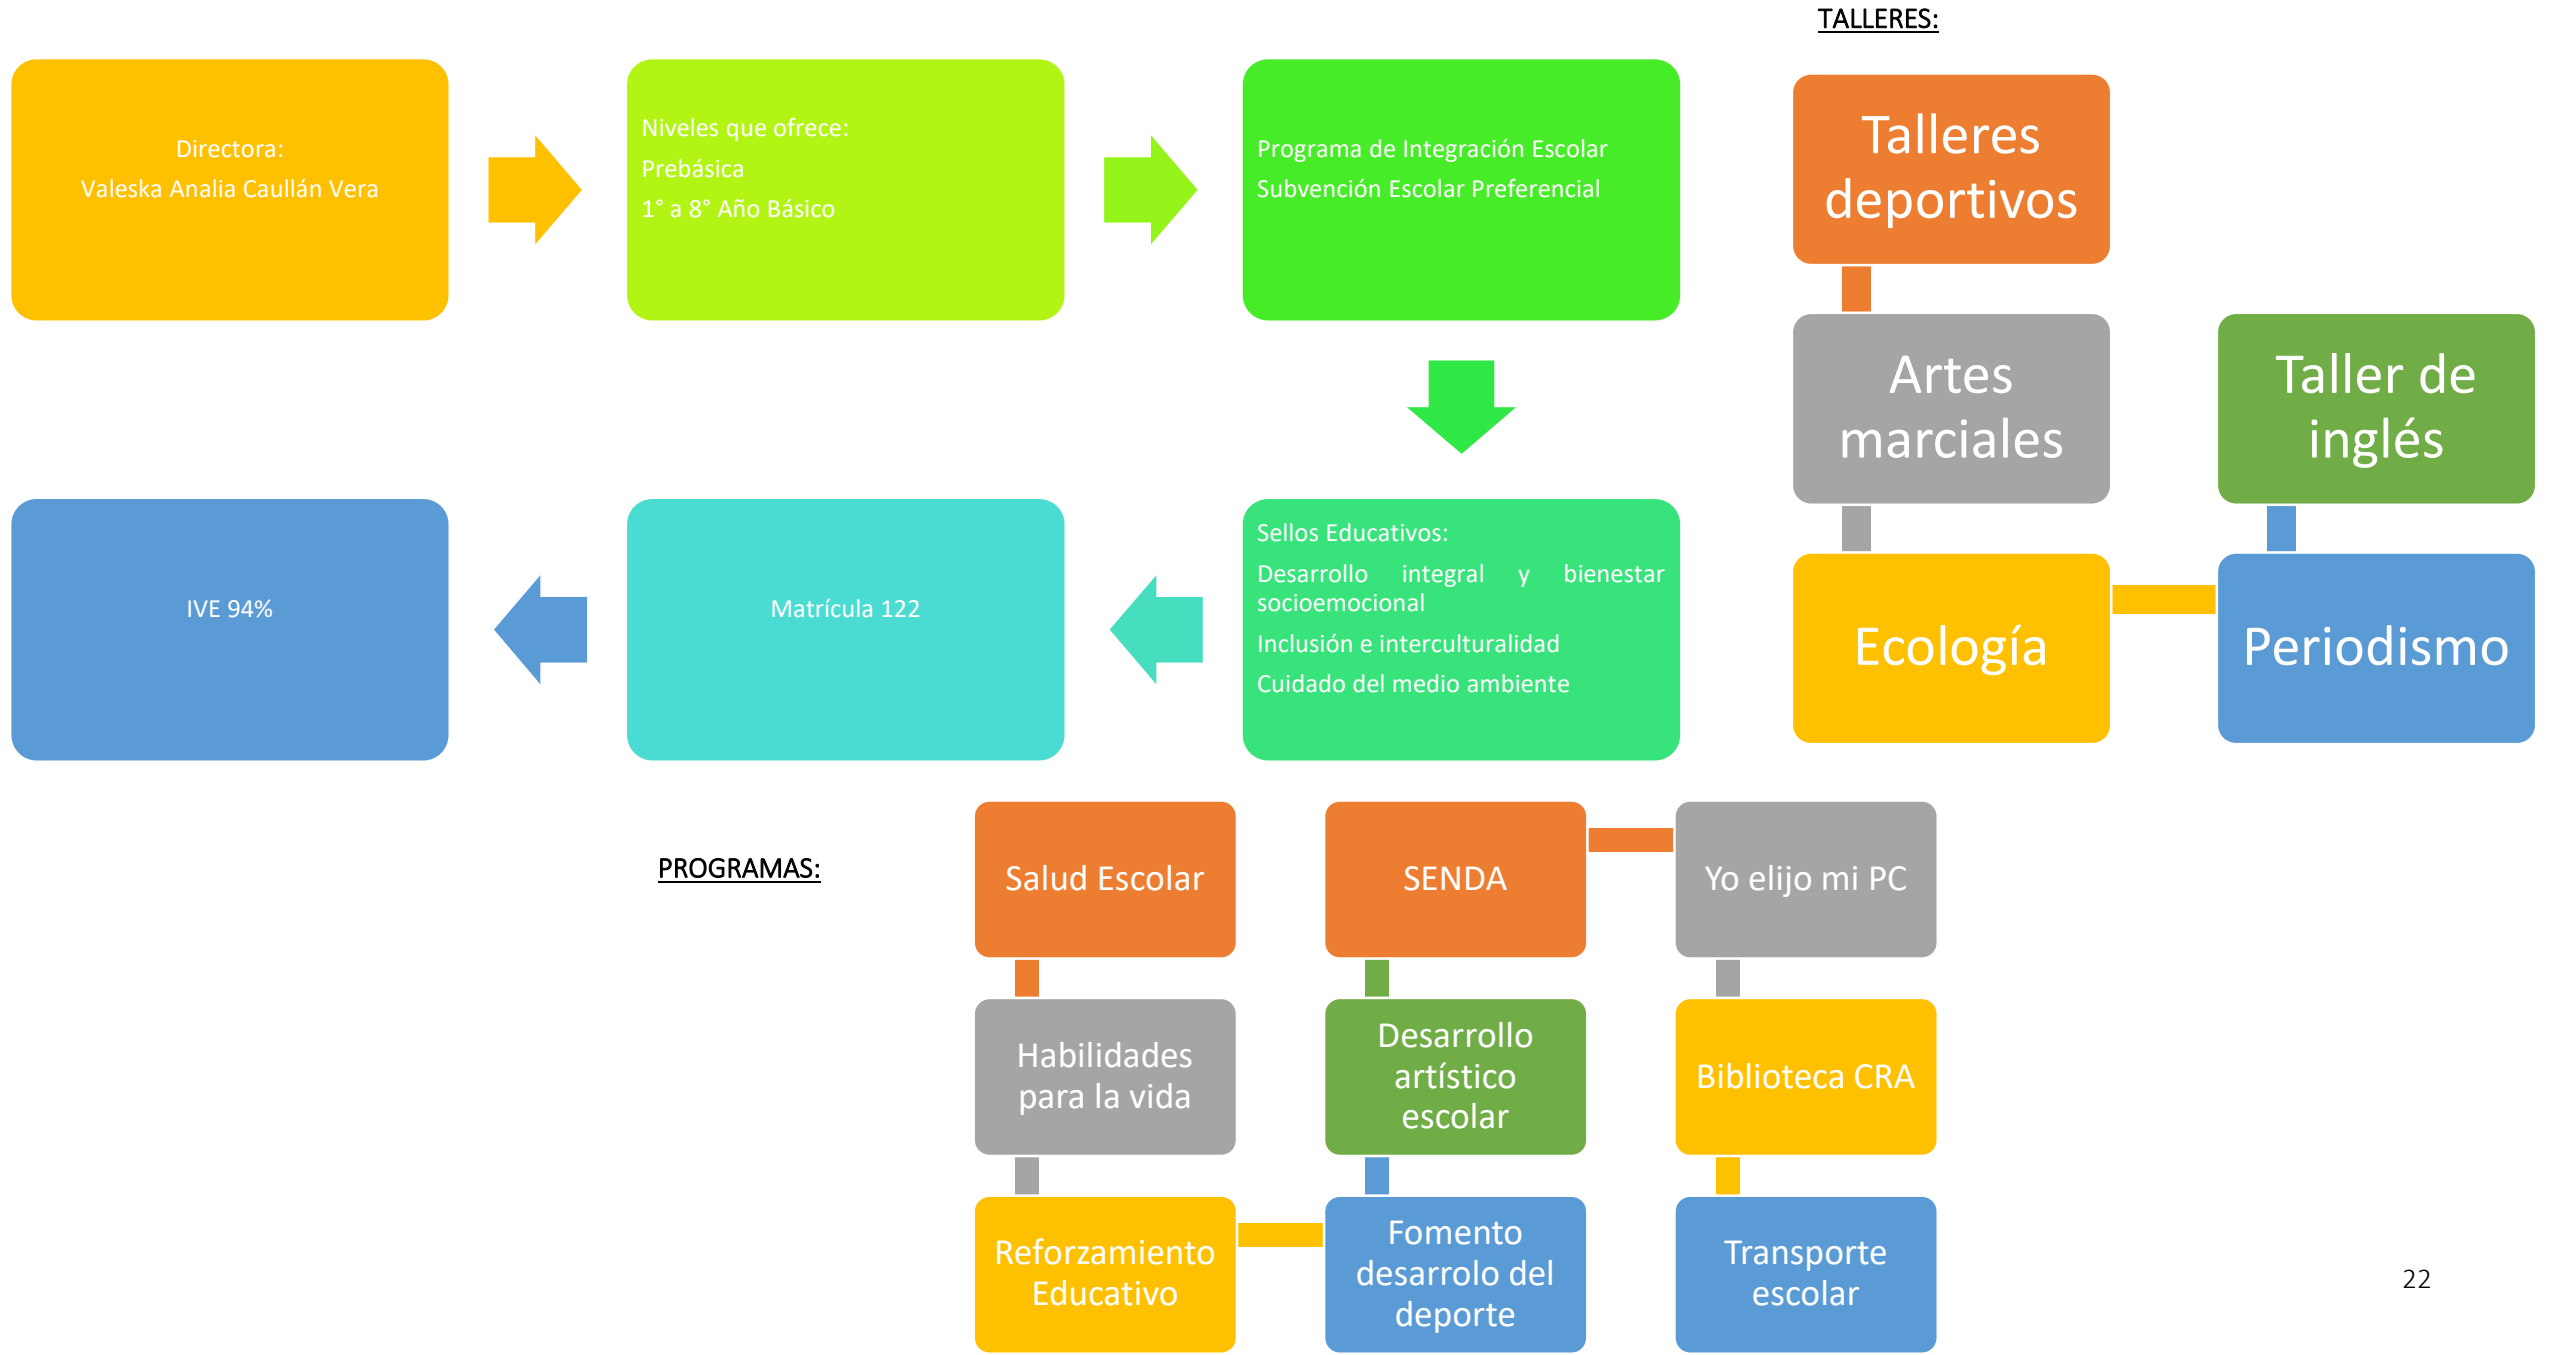 Directora:
Valeska Analia Caullán Vera
Niveles que ofrece:
Prebásica
1° a 8° Año Básico
Programa de Integración Escolar
Subvención Escolar Preferencial
Sellos Educativos:
Desarrollo integral y bienestar
socioemocional
Inclusión e interculturalidad
Cuidado del medio ambiente
Matrícula 122
IVE 94%
TALLERES:
Talleres
deportivos
Artes
marciales
Ecología
Periodismo
Taller de
inglés
PROGRAMAS:
Salud Escolar
Habilidades
para la vida
Reforzamiento
Educativo
Fomento
desarrolo del
deporte
Desarrollo
artístico
escolar
SENDA
Yo elijo mi PC
Biblioteca CRA
Transporte
escolar
22